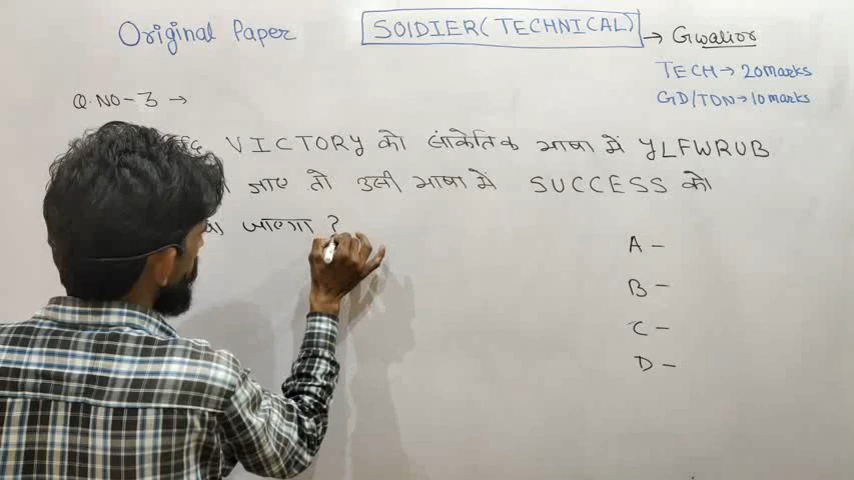 Original Paper
SOIDIER(TECHNICAL) → Gwalior
TECH → 20marks
GD/TDN → 10marks
Q.NO-3 →
VICTORY को सांकेतिक भाषा में YLFWRUB
जाए तो उसी भाषा में SUCCESS को
जाएगा ?
A -
B -
C -
D -